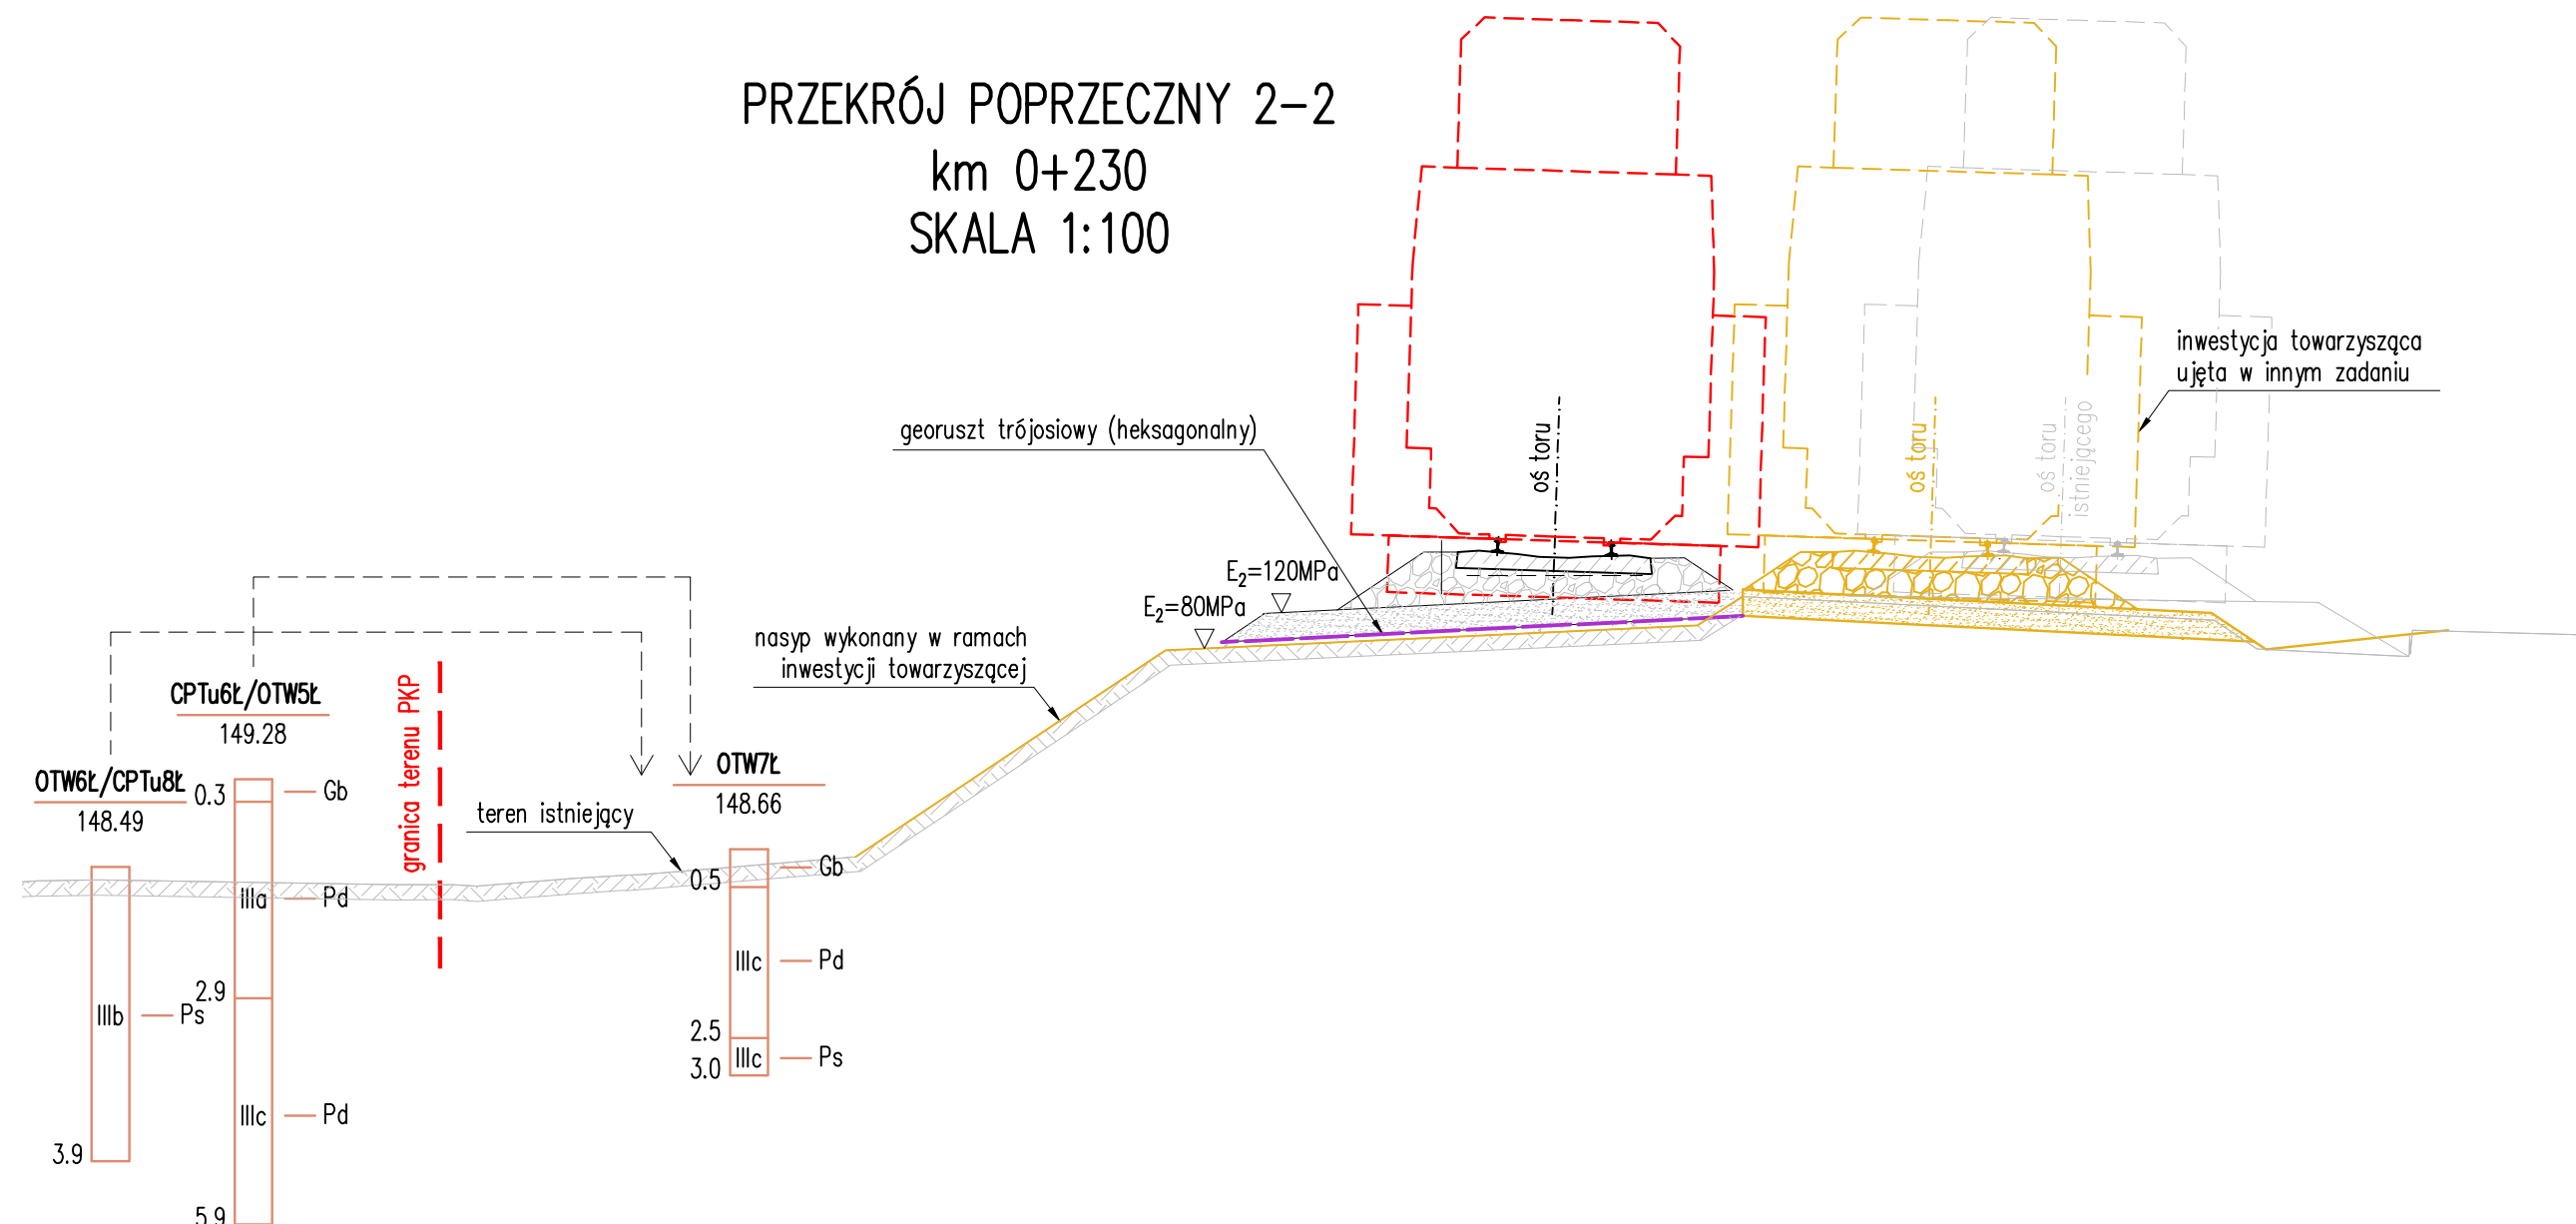 PRZEKRÓJ POPRZECZNY 2-2
km 0+230
SKALA 1:100
inwestycja towarzysząca
ujęta w innym zadaniu
georuszt trójosiowy (heksagonalny)
oś toru
oś toru
oś toru
istniejącego
E₂=120MPa
E₂=80MPa
nasyp wykonany w ramach
inwestycji towarzyszącej
granica terenu PKP
teren istniejący
OTW6Ł/CPTu8Ł
148.49
IIIb
Ps
3.9
CPTu6Ł/OTW5Ł
149.28
0.3
Gb
IIIa
Pd
2.9
IIIc
Pd
5.9
OTW7Ł
148.66
Gb
0.5
IIIc
Pd
2.5
IIIc
Ps
3.0